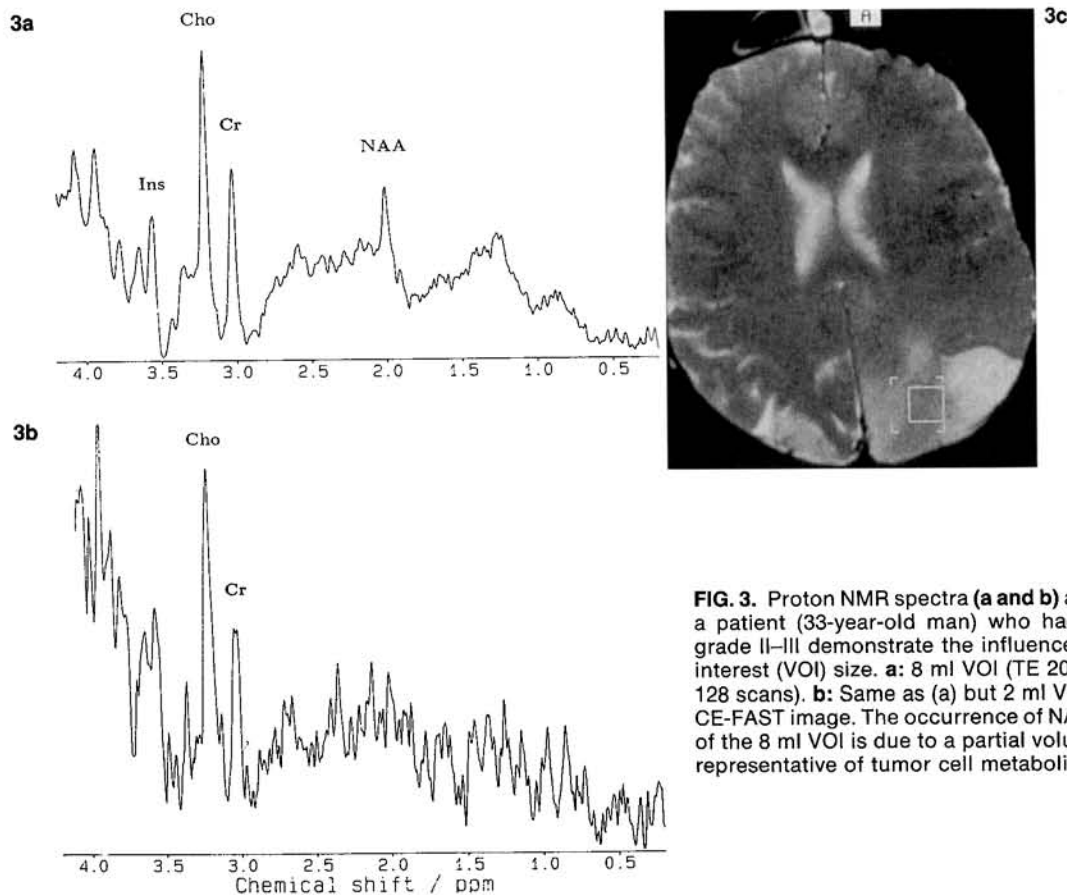 3a
Cho
Cr
NAA
Ins
4.0 3.5 3.0 2.5 2.0 1.5 1.0 0.5
3b
Cho
Cr
4.0 3.5 3.0 2.5 2.0 1.5 1.0 0.5
Chemical shift / ppm
A
3c
FIG. 3. Proton NMR spectra (a and b) a
a patient (33-year-old man) who ha
grade II–III demonstrate the influence
interest (VOI) size. a: 8 ml VOI (TE 20
128 scans). b: Same as (a) but 2 ml V
CE-FAST image. The occurrence of NA
of the 8 ml VOI is due to a partial volu
representative of tumor cell metaboli